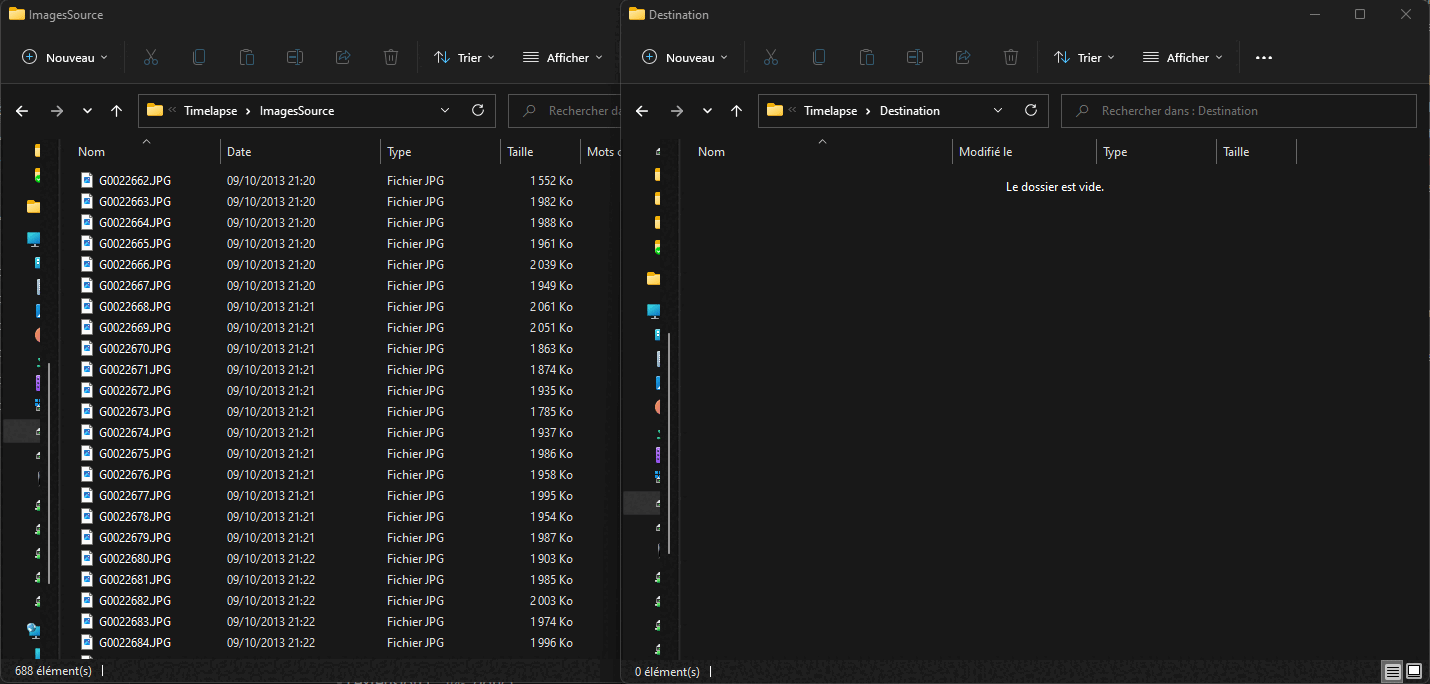 ImagesSource
Nouveau
Trier
Afficher
Timelapse > ImagesSource
Rechercher da
Nom Date Type Taille Mots c
G0022662.JPG 09/10/2013 21:20 Fichier JPG 1 552 Ko
G0022663.JPG 09/10/2013 21:20 Fichier JPG 1 982 Ko
G0022664.JPG 09/10/2013 21:20 Fichier JPG 1 988 Ko
G0022665.JPG 09/10/2013 21:20 Fichier JPG 1 961 Ko
G0022666.JPG 09/10/2013 21:20 Fichier JPG 2 039 Ko
G0022667.JPG 09/10/2013 21:20 Fichier JPG 1 949 Ko
G0022668.JPG 09/10/2013 21:21 Fichier JPG 2 061 Ko
G0022669.JPG 09/10/2013 21:21 Fichier JPG 2 051 Ko
G0022670.JPG 09/10/2013 21:21 Fichier JPG 1 863 Ko
G0022671.JPG 09/10/2013 21:21 Fichier JPG 1 874 Ko
G0022672.JPG 09/10/2013 21:21 Fichier JPG 1 935 Ko
G0022673.JPG 09/10/2013 21:21 Fichier JPG 1 785 Ko
G0022674.JPG 09/10/2013 21:21 Fichier JPG 1 937 Ko
G0022675.JPG 09/10/2013 21:21 Fichier JPG 1 986 Ko
G0022676.JPG 09/10/2013 21:21 Fichier JPG 1 958 Ko
G0022677.JPG 09/10/2013 21:21 Fichier JPG 1 995 Ko
G0022678.JPG 09/10/2013 21:21 Fichier JPG 1 954 Ko
G0022679.JPG 09/10/2013 21:21 Fichier JPG 1 987 Ko
G0022680.JPG 09/10/2013 21:22 Fichier JPG 1 903 Ko
G0022681.JPG 09/10/2013 21:22 Fichier JPG 1 985 Ko
G0022682.JPG 09/10/2013 21:22 Fichier JPG 2 003 Ko
G0022683.JPG 09/10/2013 21:22 Fichier JPG 1 974 Ko
G0022684.JPG 09/10/2013 21:22 Fichier JPG 1 996 Ko
688 élément(s)
Destination
Nouveau
Trier
Afficher
Timelapse > Destination
Rechercher dans : Destination
Nom Modifié le Type Taille
Le dossier est vide.
0 élément(s)